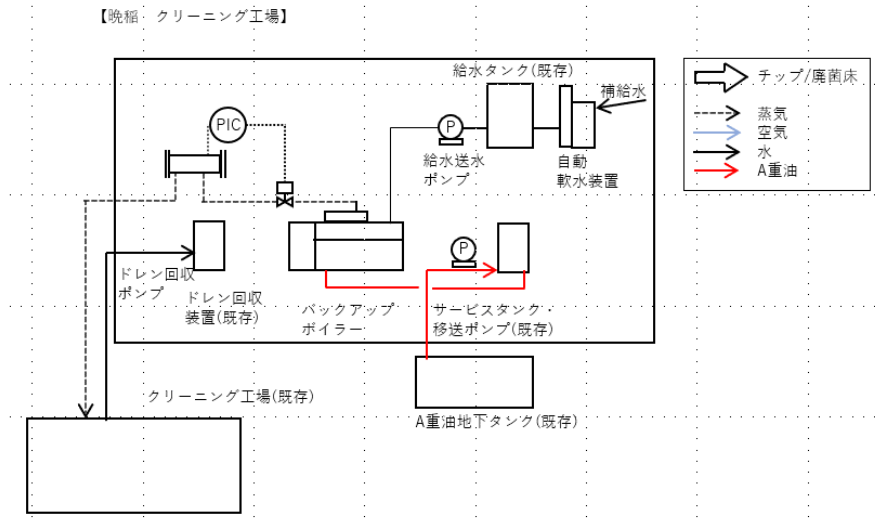 【晩稲　クリーニング工場】
給水タンク(既存)
補給水
チップ/廃菌床
蒸気
空気
水
A重油
PIC
P
給水送水
ポンプ
自動
軟水装置
P
ドレン回収
ポンプ
ドレン回収
装置(既存)
バックアップ
ボイラー
サービスタンク・
移送ポンプ(既存)
クリーニング工場(既存)
A重油地下タンク(既存)